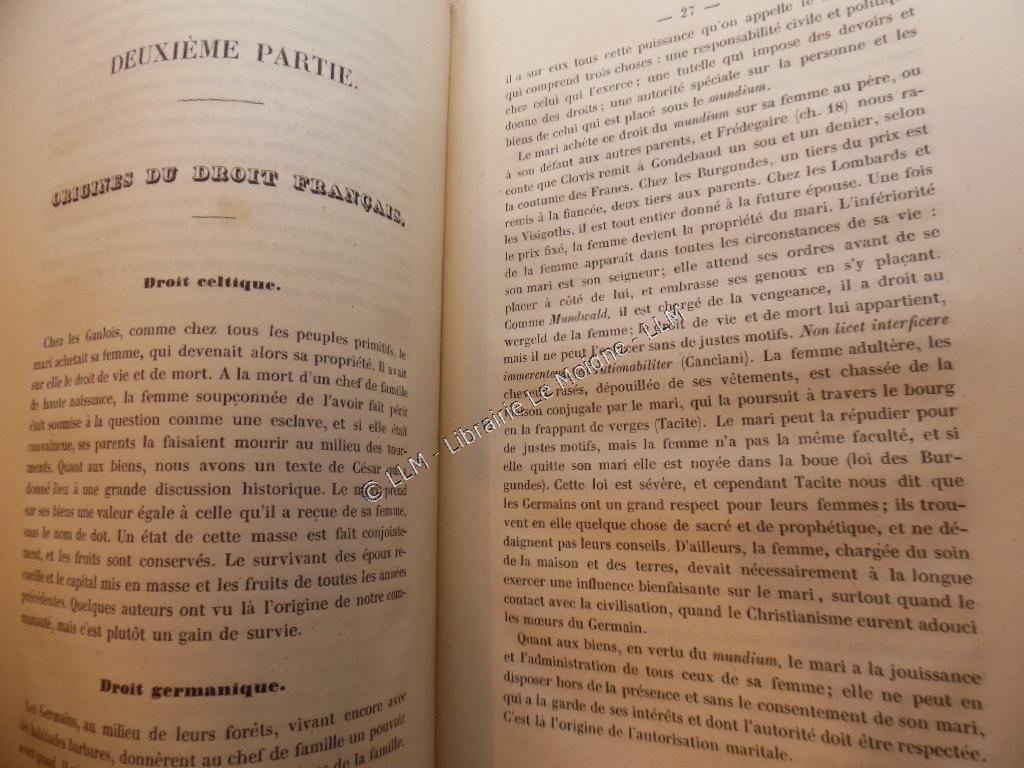 DEUXIÈME PARTIE.
ORIGINES DU DROIT FRANÇAIS.
Droit celtique.
Chez les Gaulois, comme chez tous les peuples primitifs, le
mari achetait sa femme, qui devenait alors sa propriété. Il avait
sur elle le droit de vie et de mort. A la mort d'un chef de famille
de haute naissance, la femme soupçonnée de l'avoir fait périr
était soumise à la question comme une esclave, et si elle était
convaincue, ses parents la faisaient mourir au milieu des tour-
ments. Quant aux biens, nous avons un texte de César qui a
donné lieu à une grande discussion historique. Le mari prend
sur ses biens une valeur égale à celle qu'il a reçue de sa femme,
sous le nom de dot. Un état de cette masse est fait conjointe-
ment, et les fruits sont conservés. Le survivant des époux re-
cueille et le capital mis en masse et les fruits de toutes les années
précédentes. Quelques auteurs ont vu là l'origine de notre com-
munauté, mais c'est plutôt un gain de survie.
Droit germanique.
Les Germains, au milieu de leurs forêts, vivant encore avec
des habitudes barbares, donnèrent au chef de famille un pouvoir
de la famille,
— 27 —
il a sur eux tous cette puissance qu'on appelle le
qui comprend trois choses : une responsabilité civile et politique
chez celui qui l'exerce ; une tutelle qui impose des devoirs et
donne des droits ; une autorité spéciale sur la personne et les
biens de celui qui est placé sous le mundium.
Le mari achète ce droit du mundium sur sa femme au père, ou
à son défaut aux autres parents, et Frédegaire (ch. 18) nous ra-
conte que Clovis remit à Gondebaud un sou et un denier, selon
la coutume des Francs. Chez les Burgundes, un tiers du prix est
remis à la fiancée, deux tiers aux parents. Chez les Lombards et
les Visigoths, il est tout entier donné à la future épouse. Une fois
le prix fixé, la femme devient la propriété du mari. L'infériorité
de la femme apparait dans toutes les circonstances de sa vie :
son mari est son seigneur; elle attend ses ordres avant de se
placer à côté de lui, et embrasse ses genoux en s'y plaçant.
Comme Mundwald, il est chargé de la vengeance, il a droit au
wergeld de la femme; le droit de vie et de mort lui appartient,
mais il ne peut l'exercer sans de justes motifs. Non licet interficere
immerentem rationabiliter (Canciani). La femme adultère, les
cheveux rasés, dépouillée de ses vêtements, est chassée de la
maison conjugale par le mari, qui la poursuit à travers le bourg
en la frappant de verges (Tacite). Le mari peut la répudier pour
de justes motifs, mais la femme n'a pas la même faculté, et si
elle quitte son mari elle est noyée dans la boue (loi des Bur-
gundes). Cette loi est sévère, et cependant Tacite nous dit que
les Germains ont un grand respect pour leurs femmes ; ils trou-
vent en elle quelque chose de sacré et de prophétique, et ne dé-
daignent pas leurs conseils. D'ailleurs, la femme, chargée du soin
de la maison et des terres, devait nécessairement à la longue
exercer une influence bienfaisante sur le mari, surtout quand le
contact avec la civilisation, quand le Christianisme eurent adouci
les mœurs du Germain.
Quant aux biens, en vertu du mundium, le mari a la jouissance
et l'administration de tous ceux de sa femme ; elle ne peut en
disposer hors de la présence et sans le consentement de son mari,
qui a la garde de ses intérêts et dont l'autorité doit être respectée.
C'est là l'origine de l'autorisation maritale.
© LLM - Librairie Le Moigne - LLM